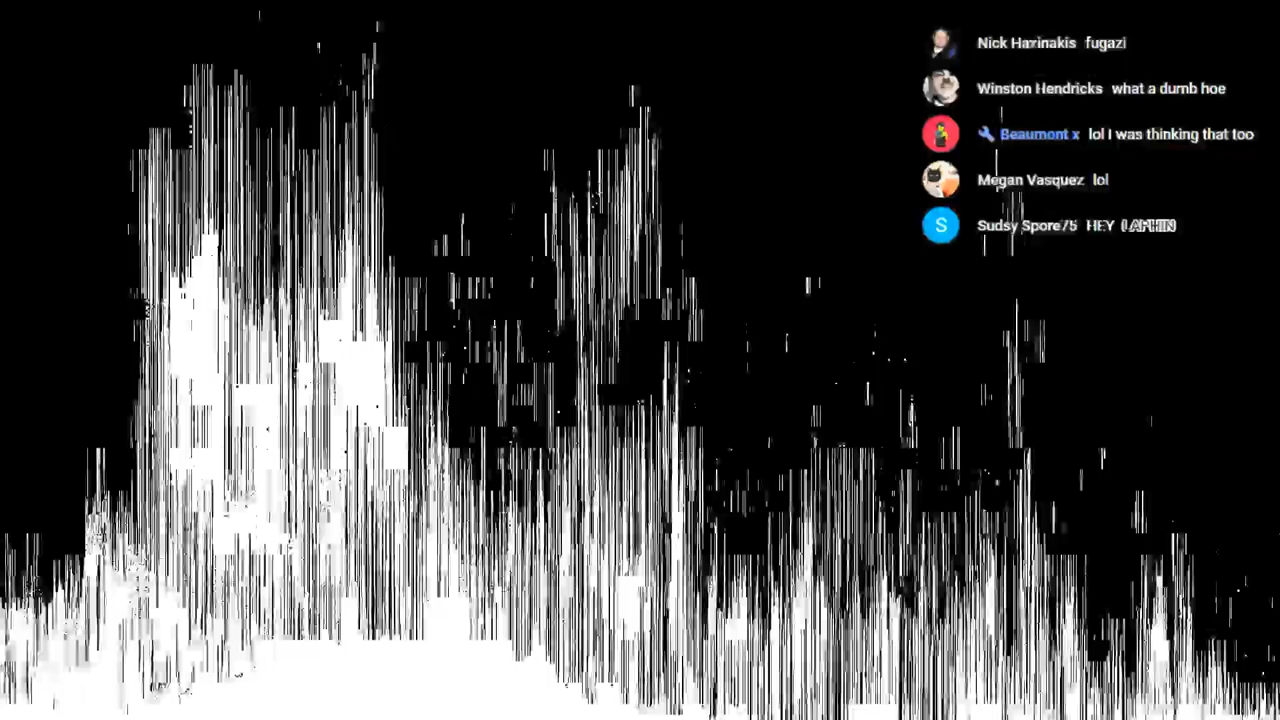 Nick Harinakis fugazi
Winston Hendricks what a dumb hoe
Beaumont x lol I was thinking that too
Megan Vasquez lol
S Sudsy Spore75 HEY